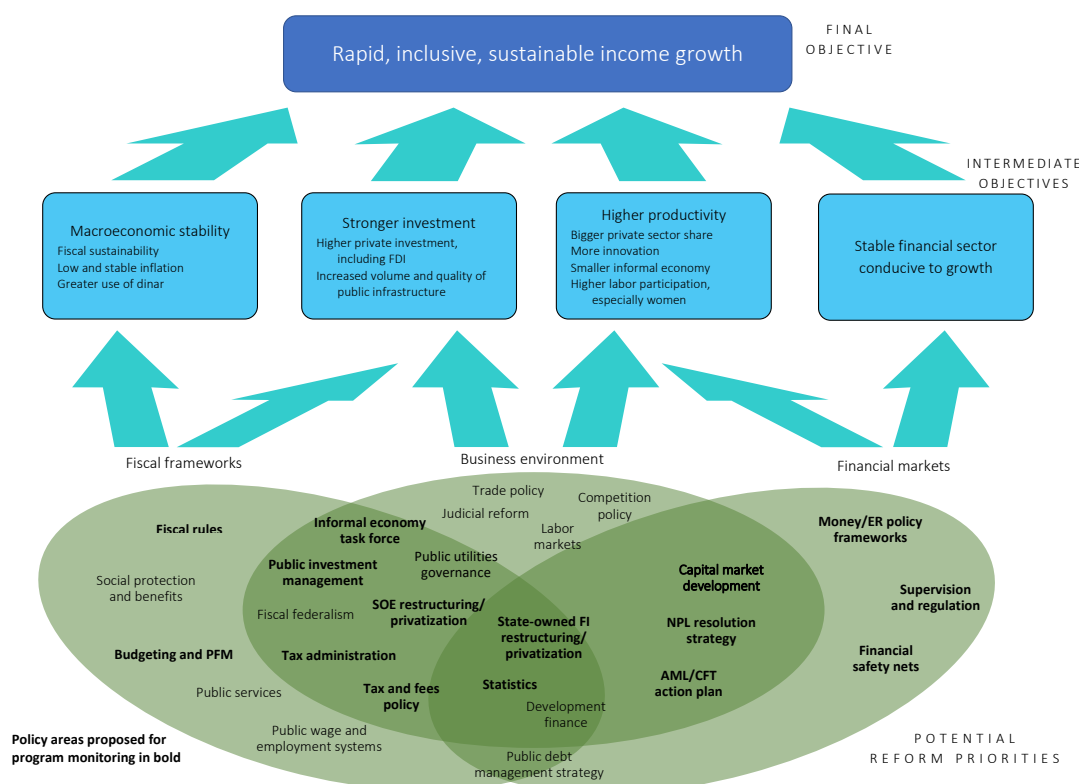 FINAL
OBJECTIVE
Rapid, inclusive, sustainable income growth
INTERMEDIATE
OBJECTIVES
Macroeconomic stability
Fiscal sustainability
Low and stable inflation
Greater use of dinar
Stronger investment
Higher private investment,
including FDI
Increased volume and quality of
public infrastructure
Higher productivity
Bigger private sector share
More innovation
Smaller informal economy
Higher labor participation,
especially women
Stable financial sector
conducive to growth
Fiscal frameworks
Business environment
Financial markets
Fiscal rules
Social protection
and benefits
Budgeting and PFM
Public services
Public wage and
employment systems
Informal economy
task force
Public investment
management
Fiscal federalism
Tax administration
Tax and fees
policy
Public utilities
governance
SOE restructuring/
privatization
Trade policy
Judicial reform
Labor
markets
Competition
policy
State-owned FI
restructuring/
privatization
Statistics
Development
finance
Public debt
management strategy
Capital market
development
NPL resolution
strategy
AML/CFT
action plan
Money/ER policy
frameworks
Supervision
and regulation
Financial
safety nets
Policy areas proposed for
program monitoring in bold
POTENTIAL
REFORM PRIORITIES